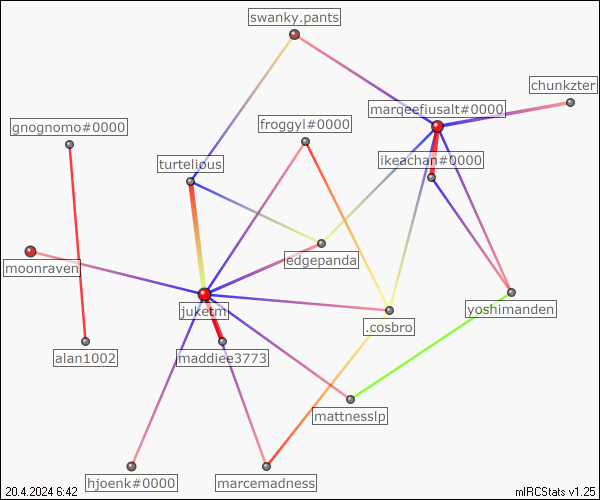 swanky.pants
chunkzter
marqeefiusalt#0000
gnognomo#0000
froggyl#0000
turtelious
ikeachan#0000
edgepanda
moonraven
juketm
yoshimanden
.cosbro
alan1002
maddiee3773
mattnesslp
hjoenk#0000
marcemadness
20.4.2024 6:42
mIRCStats v1.25